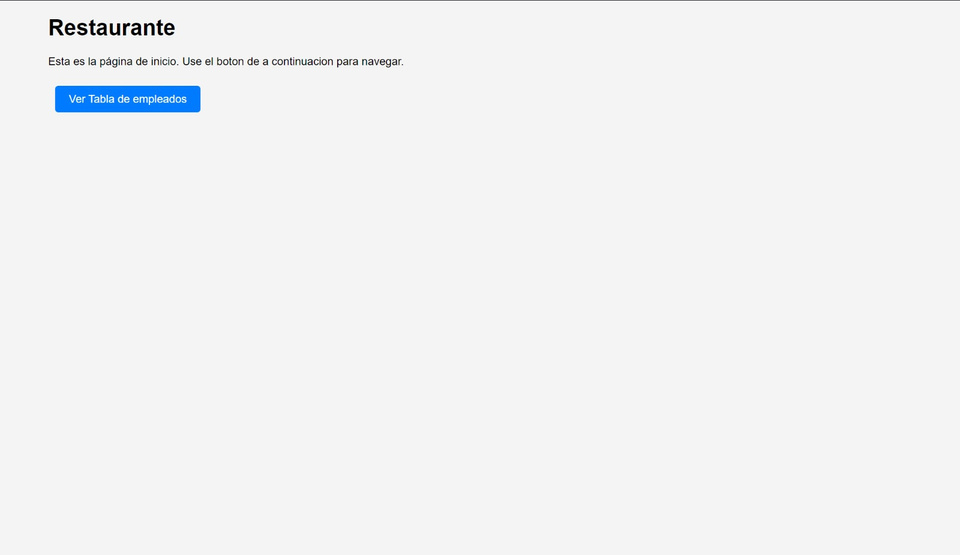 Restaurante
Esta es la página de inicio. Use el boton de a continuacion para navegar.
Ver Tabla de empleados